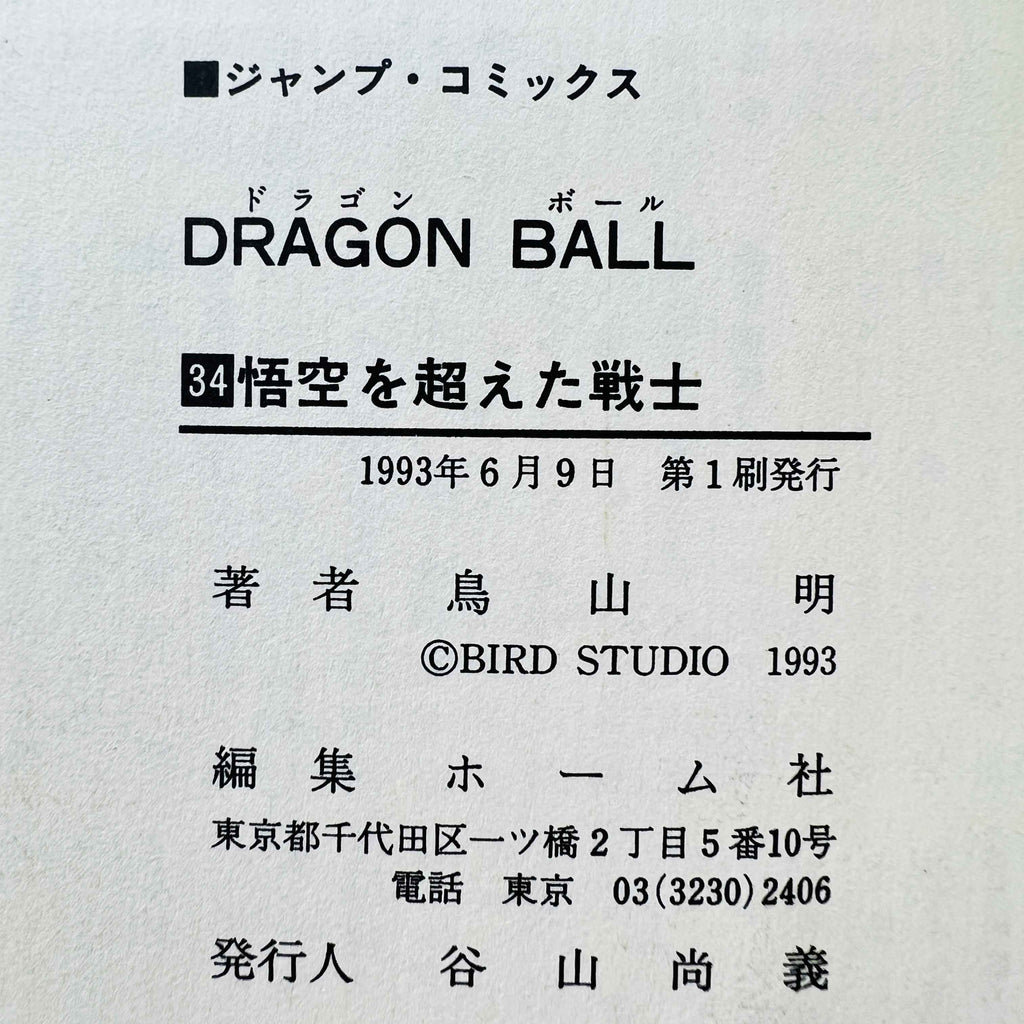 ■ジャンプ・コミックス
ドラゴン ボール
DRAGON BALL
34悟空を超えた戦士
1993年6月9日 第1刷発行
著者 鳥山明
©BIRD STUDIO 1993
編集 ホーム社
東京都千代田区一ツ橋2丁目5番10号
電話 東京 03(3230)2406
発行人 谷山尚義